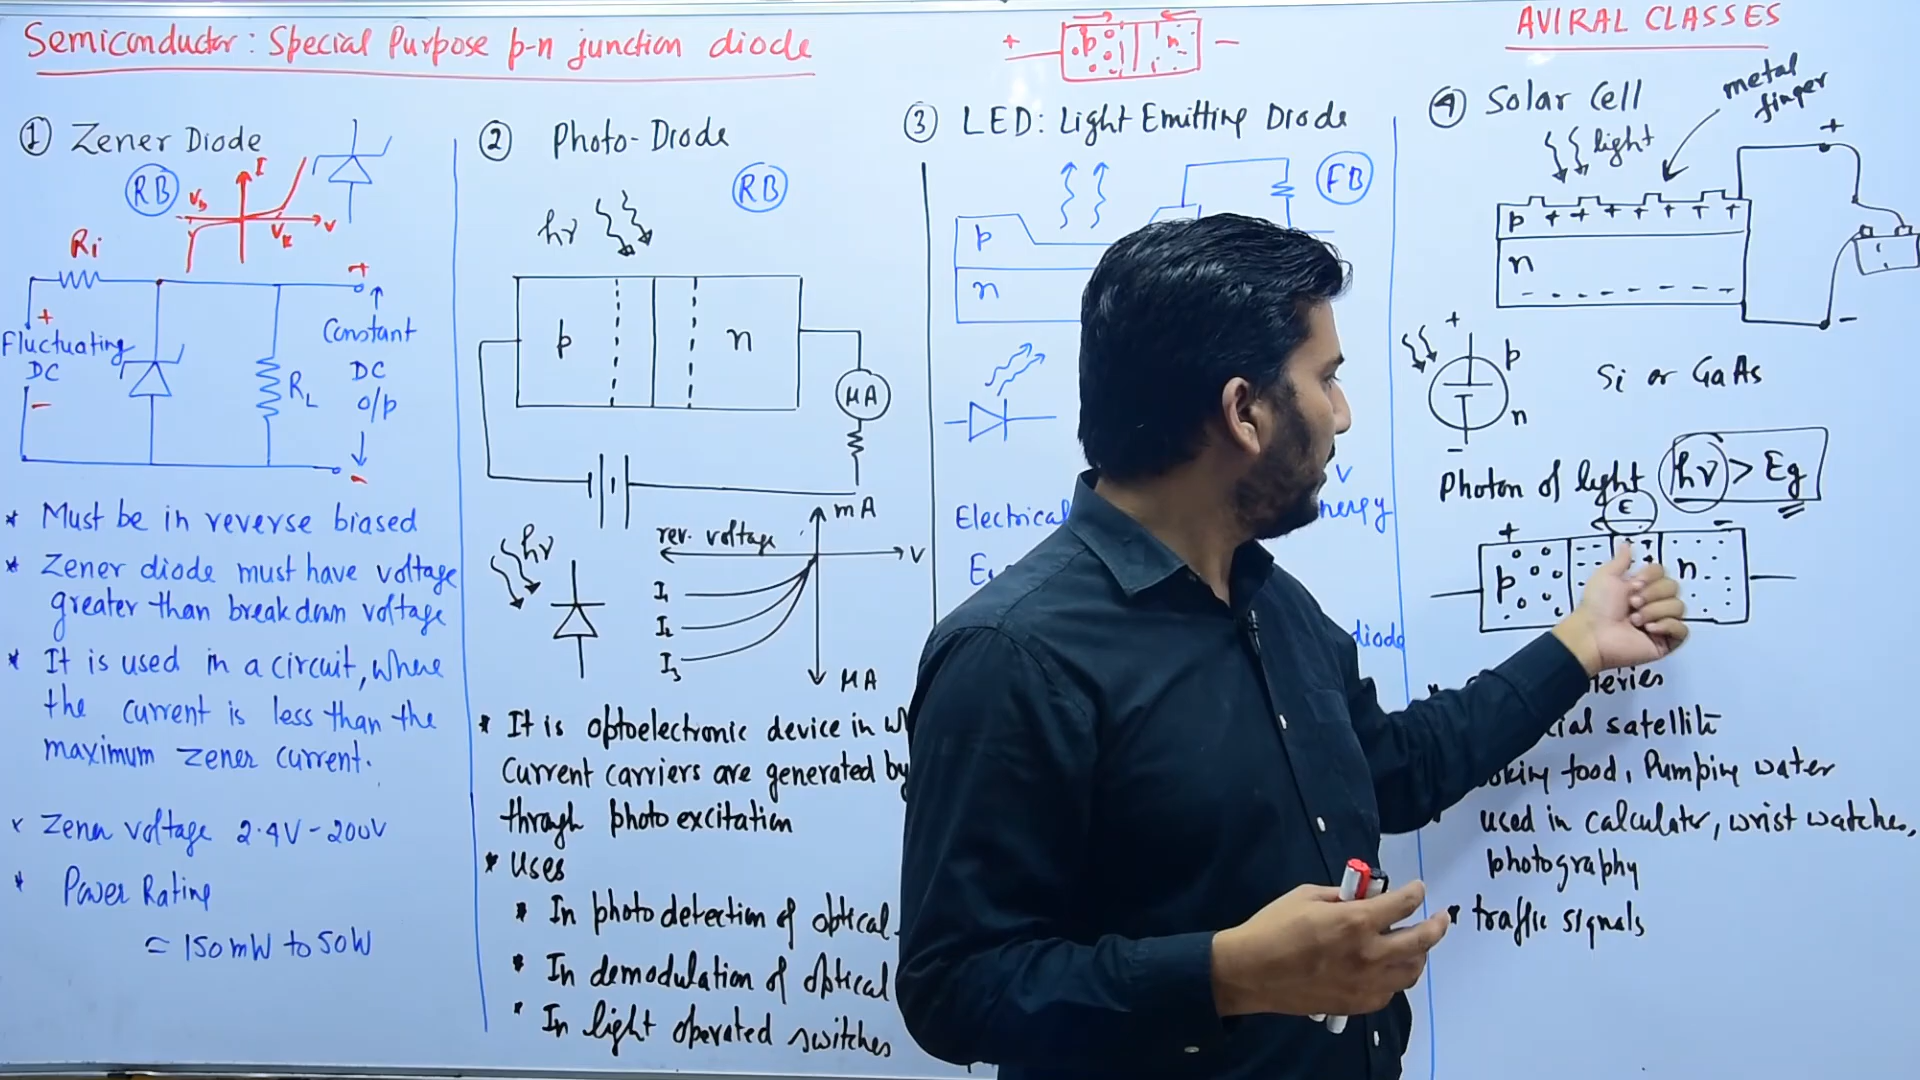 Semiconductor: Special Purpose p-n junction diode
+ p n -
AVIRAL CLASSES
① Zener Diode
RB
I
V
Vk
Ri
+
Fluctuating
DC
-
RL
+
Constant
DC
o/p
-
* Must be in reverse biased
* Zener diode must have voltage
greater than breakdown voltage
* It is used in a circuit, where
the current is less than the
maximum zener current.
* Zener voltage 2.4V - 200V
* Power Rating
= 150mW to 50W
② Photo-Diode
RB
hν
p n
μA
hν
rev. voltage
mA
V
I1
I2
I3
μA
* It is optoelectronic device in
Current carriers are generated by
through photo excitation
* Uses
* In photo detection of optical
* In demodulation of optical
* In light operated switches
③ LED: Light Emitting Diode
FB
p
n
Electrical
diode
④ Solar Cell
metal
finger
light
p + + + + + + +
n
- - - - - - -
+
-
+
p
n
-
Si or GaAs
Photon of light hν > Eg
E
+ -
p n
satellite
food, Pumping water
used in calculator, wrist watches,
photography
* traffic signals